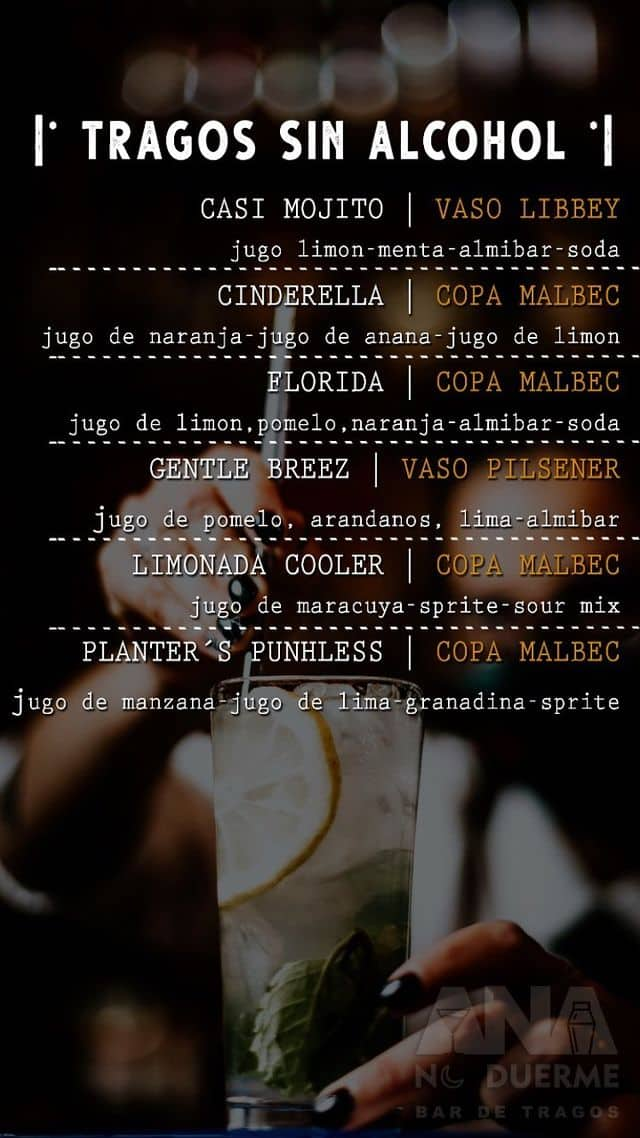 |· TRAGOS SIN ALCOHOL ·|
CASI MOJITO | VASO LIBBEY
jugo limon-menta-almibar-soda
CINDERELLA | COPA MALBEC
jugo de naranja-jugo de anana-jugo de limon
FLORIDA | COPA MALBEC
jugo de limon,pomelo,naranja-almibar-soda
GENTLE BREEZ | VASO PILSENER
jugo de pomelo, arandanos, lima-almibar
LIMONADA COOLER | COPA MALBEC
jugo de maracuya-sprite-sour mix
PLANTER´S PUNHLESS | COPA MALBEC
jugo de manzana-jugo de lima-granadina-sprite
ANA
NO DUERME
BAR DE TRAGOS